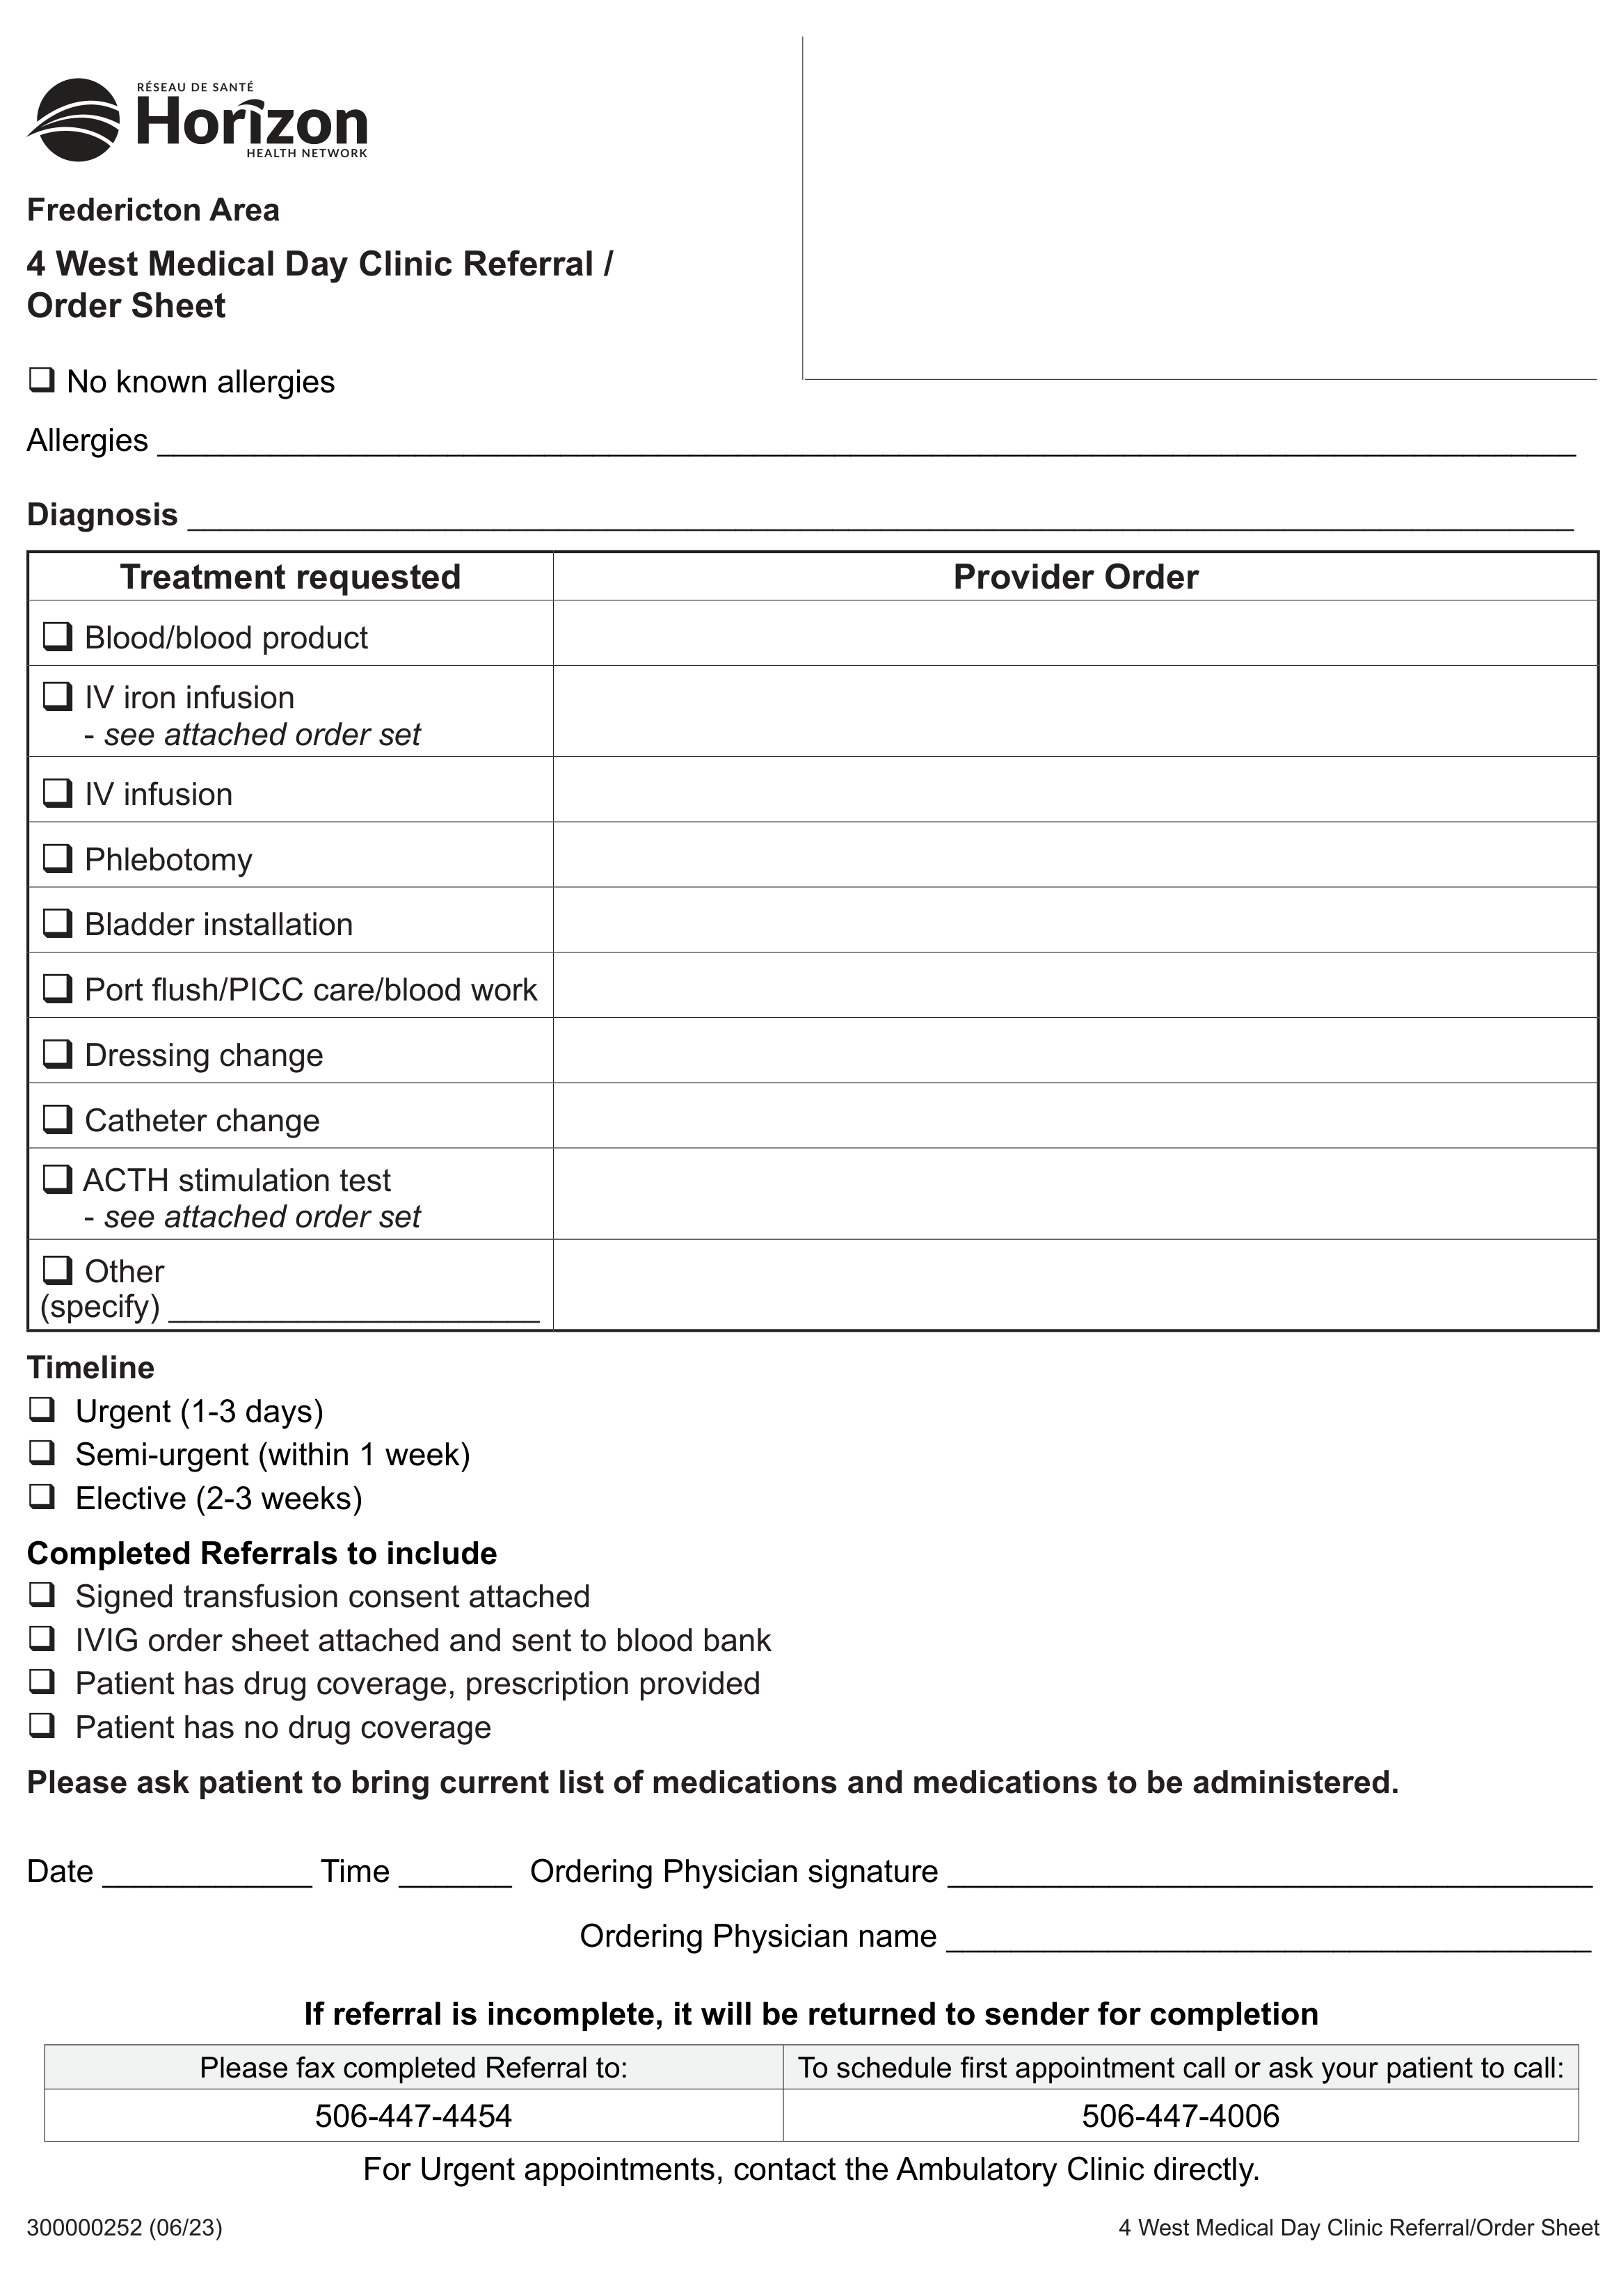 RÉSEAU DE SANTÉ
Horizon
HEALTH NETWORK
Fredericton Area
4 West Medical Day Clinic Referral /
Order Sheet
❑ No known allergies
Allergies ______________________________
Diagnosis ______________________________
Treatment requested Provider Order
❑ Blood/blood product
❑ IV iron infusion
- see attached order set
❑ IV infusion
❑ Phlebotomy
❑ Bladder installation
❑ Port flush/PICC care/blood work
❑ Dressing change
❑ Catheter change
❑ ACTH stimulation test
- see attached order set
❑ Other
(specify) ____________________
Timeline
❑ Urgent (1-3 days)
❑ Semi-urgent (within 1 week)
❑ Elective (2-3 weeks)
Completed Referrals to include
❑ Signed transfusion consent attached
❑ IVIG order sheet attached and sent to blood bank
❑ Patient has drug coverage, prescription provided
❑ Patient has no drug coverage
Please ask patient to bring current list of medications and medications to be administered.
Date ____________ Time _______ Ordering Physician signature ______________________________
Ordering Physician name ______________________________
If referral is incomplete, it will be returned to sender for completion
Please fax completed Referral to: To schedule first appointment call or ask your patient to call:
506-447-4454 506-447-4006
For Urgent appointments, contact the Ambulatory Clinic directly.
300000252 (06/23) 4 West Medical Day Clinic Referral/Order Sheet